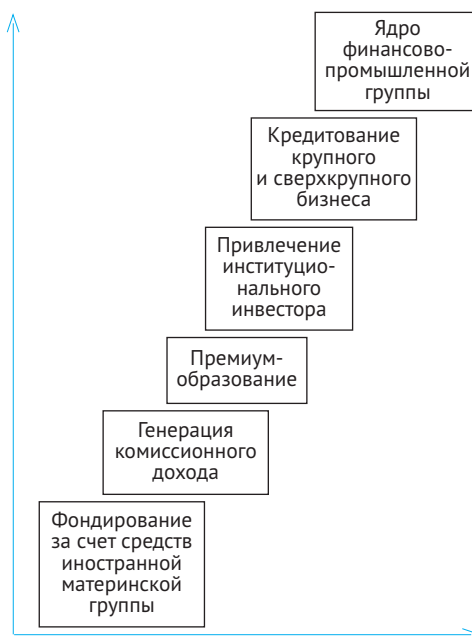 Ядро
финансово-
промышленной
группы
Кредитование
крупного
и сверхкрупного
бизнеса
Привлечение
институцио-
нального
инвестора
Премиум-
образование
Генерация
комиссионного
дохода
Фондирование
за счет средств
иностранной
материнской
группы